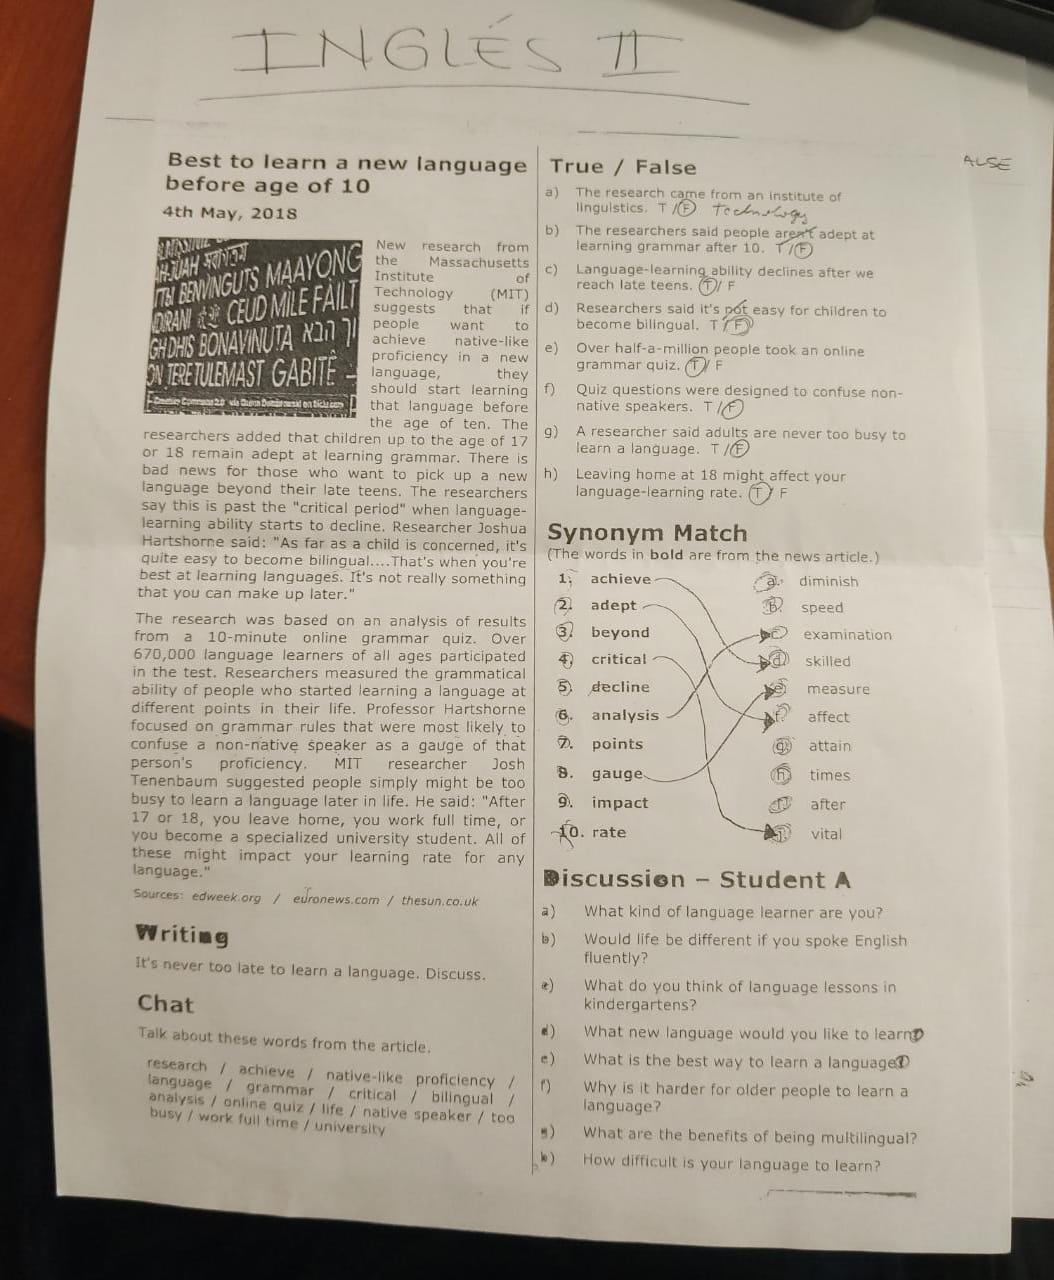 INGLÉS II
Best to learn a new language
before age of 10
4th May, 2018
AH JUAH
BENVINGUTS MAAYONG
CEUD MÌLE FÀILT
GH DHIS BONAVINUTA הבא
TERETULEMAST GABITÊ
New research from
the Massachusetts
Institute of
Technology (MIT)
suggests that if
people want to
achieve native-like
proficiency in a new
language, they
should start learning
that language before
the age of ten. The
researchers added that children up to the age of 17
or 18 remain adept at learning grammar. There is
bad news for those who want to pick up a new
language beyond their late teens. The researchers
say this is past the "critical period" when language-
learning ability starts to decline. Researcher Joshua
Hartshorne said: "As far as a child is concerned, it's
quite easy to become bilingual....That's when you're
best at learning languages. It's not really something
that you can make up later."
The research was based on an analysis of results
from a 10-minute online grammar quiz. Over
670,000 language learners of all ages participated
in the test. Researchers measured the grammatical
ability of people who started learning a language at
different points in their life. Professor Hartshorne
focused on grammar rules that were most likely to
confuse a non-native speaker as a gauge of that
person's proficiency. MIT researcher Josh
Tenenbaum suggested people simply might be too
busy to learn a language later in life. He said: "After
17 or 18, you leave home, you work full time, or
you become a specialized university student. All of
these might impact your learning rate for any
language."
Sources: edweek.org / euronews.com / thesun.co.uk
Writing
It's never too late to learn a language. Discuss.
Chat
Talk about these words from the article.
research / achieve / native-like proficiency /
language / grammar / critical / bilingual /
analysis / online quiz / life / native speaker / too
busy / work full time / university
True / False
ALSE
a) The research came from an institute of
linguistics. T / F technology
b) The researchers said people aren't adept at
learning grammar after 10. T / F
c) Language-learning ability declines after we
reach late teens. T / F
d) Researchers said it's not easy for children to
become bilingual. T / F
e) Over half-a-million people took an online
grammar quiz. T / F
f) Quiz questions were designed to confuse non-
native speakers. T / F
g) A researcher said adults are never too busy to
learn a language. T / F
h) Leaving home at 18 might affect your
language-learning rate. T / F
Synonym Match
(The words in bold are from the news article.)
1. achieve a. diminish
2. adept b. speed
3. beyond c. examination
4. critical d. skilled
5. decline e. measure
6. analysis f. affect
7. points g. attain
8. gauge h. times
9. impact i. after
10. rate j. vital
Discussion – Student A
a) What kind of language learner are you?
b) Would life be different if you spoke English
fluently?
c) What do you think of language lessons in
kindergartens?
d) What new language would you like to learn?
e) What is the best way to learn a language?
f) Why is it harder for older people to learn a
language?
g) What are the benefits of being multilingual?
h) How difficult is your language to learn?